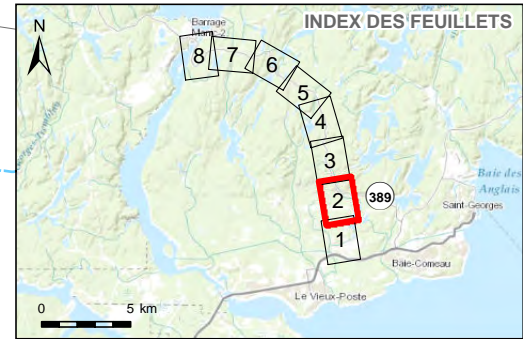 INDEX DES FEUILLETS
N
Barrage
8
7
6
5
4
3
2
1
389
Baie des
Anglais
Saint-Georges
Baie-Comeau
Le Vieux-Poste
0 5 km